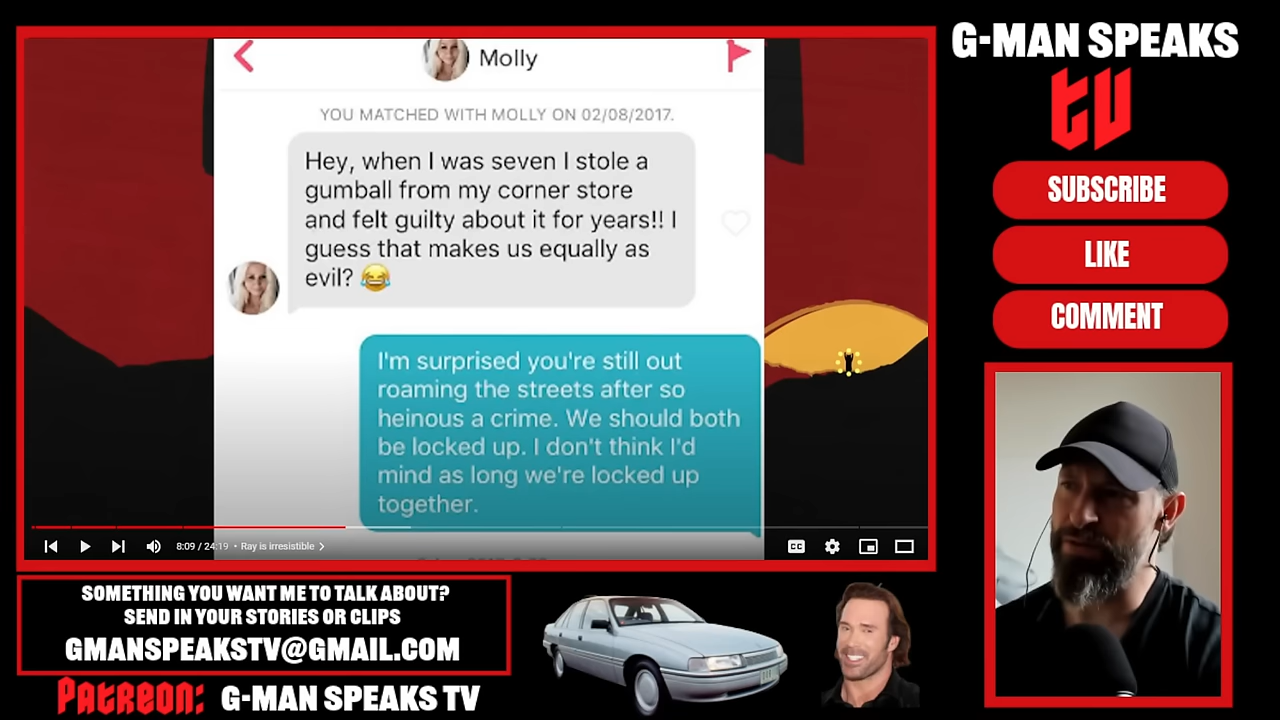 G-MAN SPEAKS
tv
Molly
YOU MATCHED WITH MOLLY ON 02/08/2017.
Hey, when I was seven I stole a
gumball from my corner store
and felt guilty about it for years!! I
guess that makes us equally as
evil? 😂
I'm surprised you're still out
roaming the streets after so
heinous a crime. We should both
be locked up. I don't think I'd
mind as long we're locked up
together.
8:09 / 24:19 • Ray is irresistible >
CC
SUBSCRIBE
LIKE
COMMENT
SOMETHING YOU WANT ME TO TALK ABOUT?
SEND IN YOUR STORIES OR CLIPS
GMANSPEAKSTV@GMAIL.COM
Patreon: G-MAN SPEAKS TV